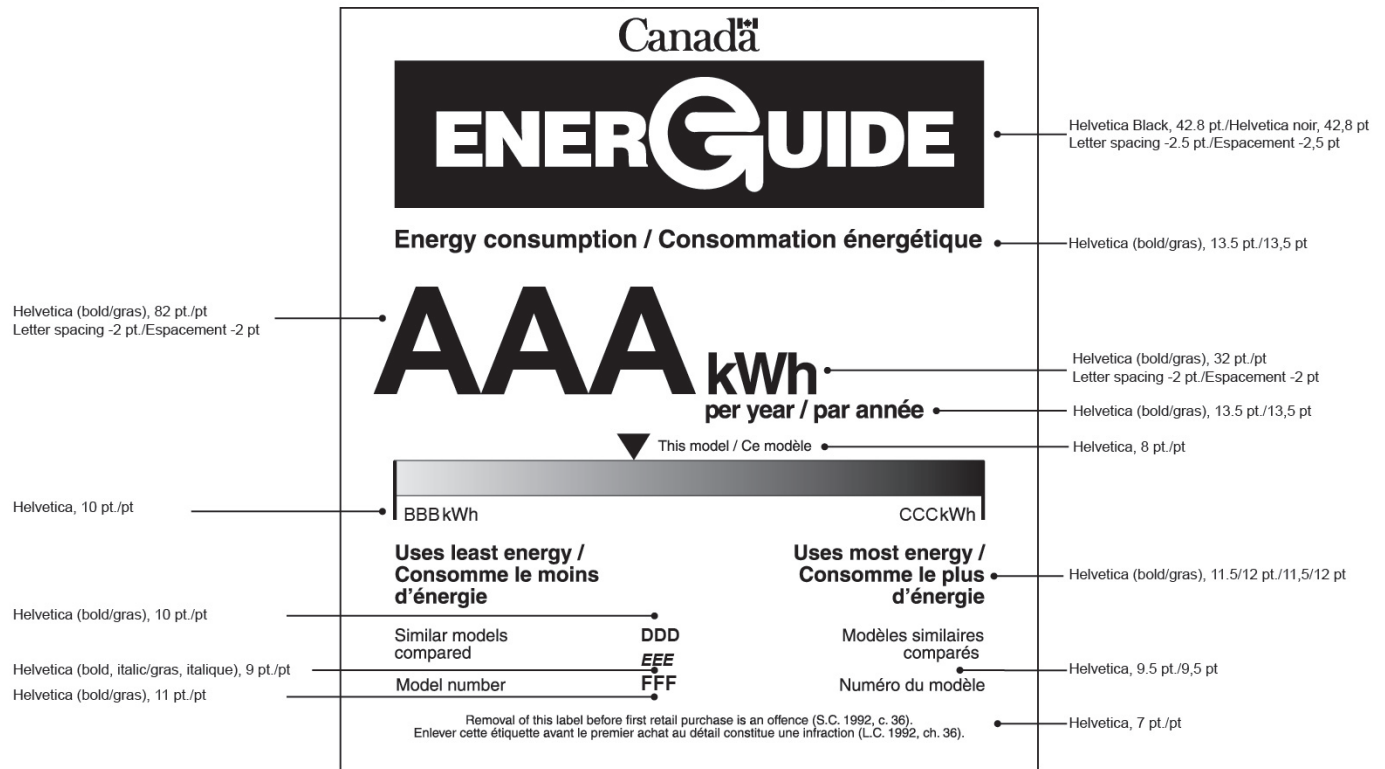 Canada
ENERGUIDE
Helvetica Black, 42.8 pt./Helvetica noir, 42,8 pt
Letter spacing -2.5 pt./Espacement -2,5 pt
Energy consumption / Consommation énergétique
Helvetica (bold/gras), 13.5 pt./13,5 pt
Helvetica (bold/gras), 82 pt./pt
Letter spacing -2 pt./Espacement -2 pt
AAA kWh
per year / par année
Helvetica (bold/gras), 32 pt./pt
Letter spacing -2 pt./Espacement -2 pt
Helvetica (bold/gras), 13.5 pt./13,5 pt
This model / Ce modèle
Helvetica, 8 pt./pt
Helvetica, 10 pt./pt
BBB kWh
CCC kWh
Uses least energy /
Consomme le moins
d'énergie
Uses most energy /
Consomme le plus
d'énergie
Helvetica (bold/gras), 11.5/12 pt./11,5/12 pt
Helvetica (bold/gras), 10 pt./pt
Similar models
compared
DDD
EEE
Modèles similaires
comparés
Helvetica (bold, italic/gras, italique), 9 pt./pt
Helvetica, 9.5 pt./9,5 pt
Helvetica (bold/gras), 11 pt./pt
Model number
FFF
Numéro du modèle
Removal of this label before first retail purchase is an offence (S.C. 1992, c. 36).
Enlever cette étiquette avant le premier achat au détail constitue une infraction (L.C. 1992, ch. 36).
Helvetica, 7 pt./pt